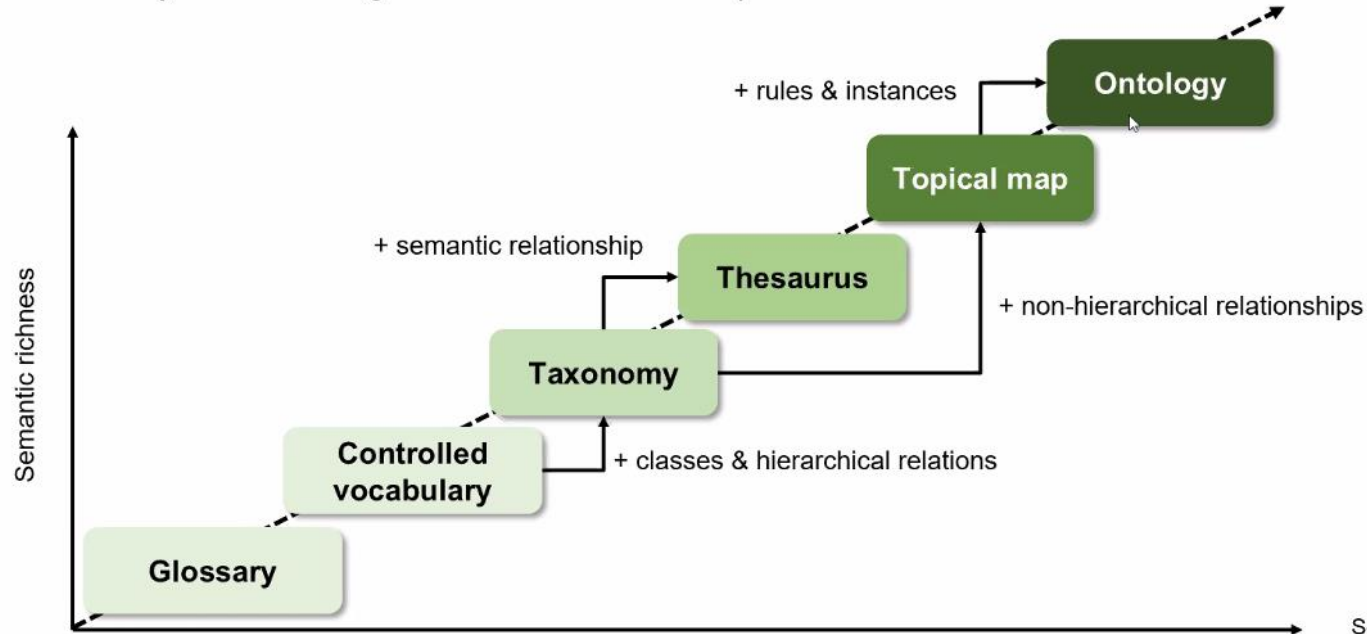 Ontology
+ rules & instances
Topical map
+ semantic relationship
Thesaurus
+ non-hierarchical relationships
Taxonomy
Controlled
vocabulary
+ classes & hierarchical relations
Glossary
Semantic richness